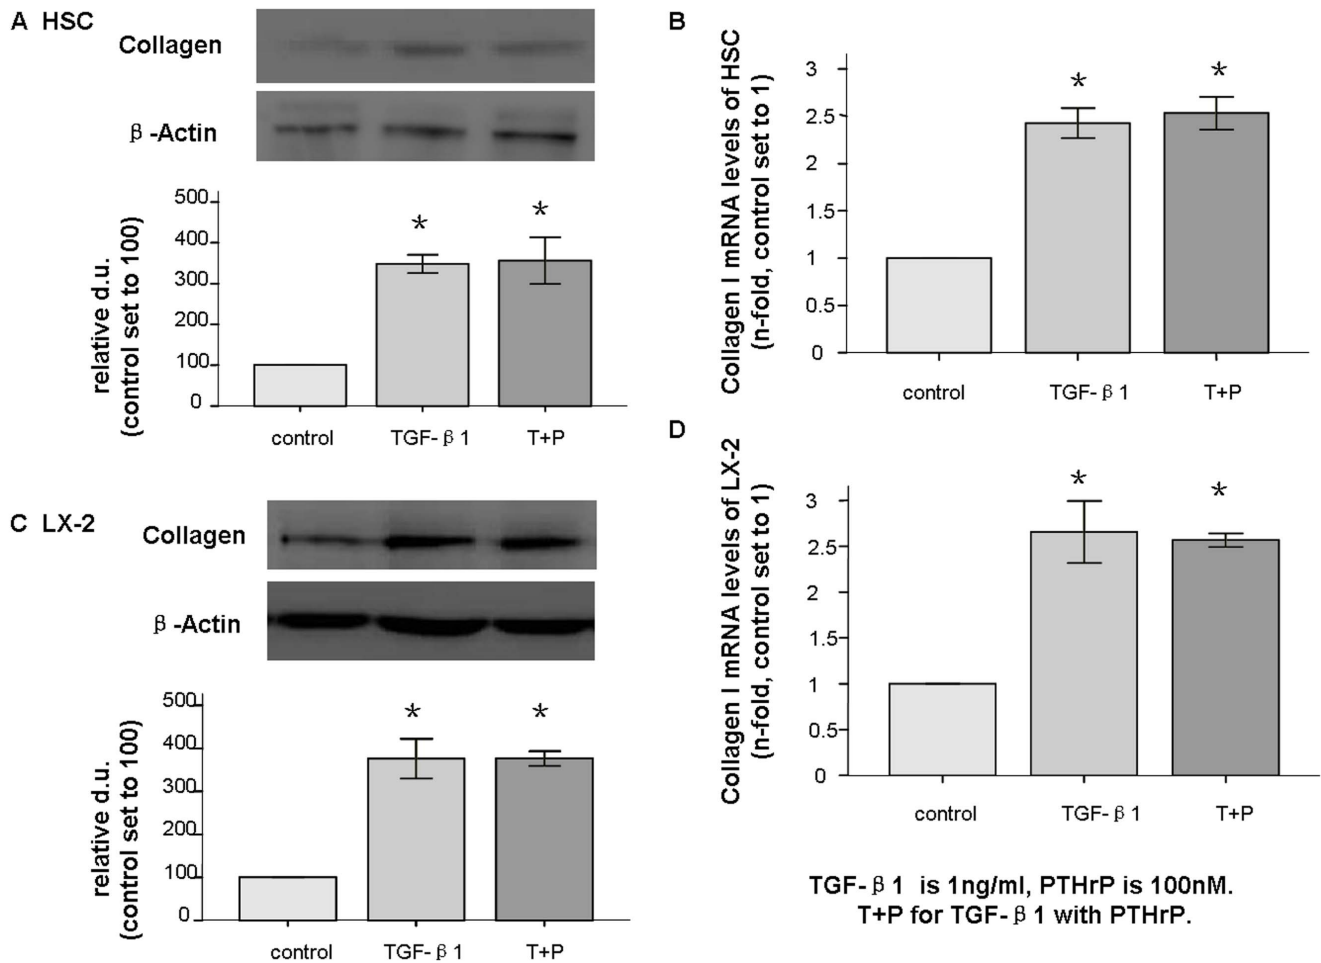 A HSC
Collagen
β -Actin
500
400
300
200
100
0
relative d.u.
(control set to 100)
*
*
control
TGF- β 1
T+P
B
Collagen I mRNA levels of HSC
(n-fold, control set to 1)
3
2.5
2
1.5
1
0.5
0
*
*
control
TGF- β 1
T+P
C LX-2
Collagen
β -Actin
500
400
300
200
100
0
relative d.u.
(control set to 100)
*
*
control
TGF- β 1
T+P
D
Collagen I mRNA levels of LX-2
(n-fold, control set to 1)
3
2.5
2
1.5
1
0.5
0
*
*
control
TGF- β 1
T+P
TGF- β 1 is 1ng/ml, PTHrP is 100nM.
T+P for TGF- β 1 with PTHrP.